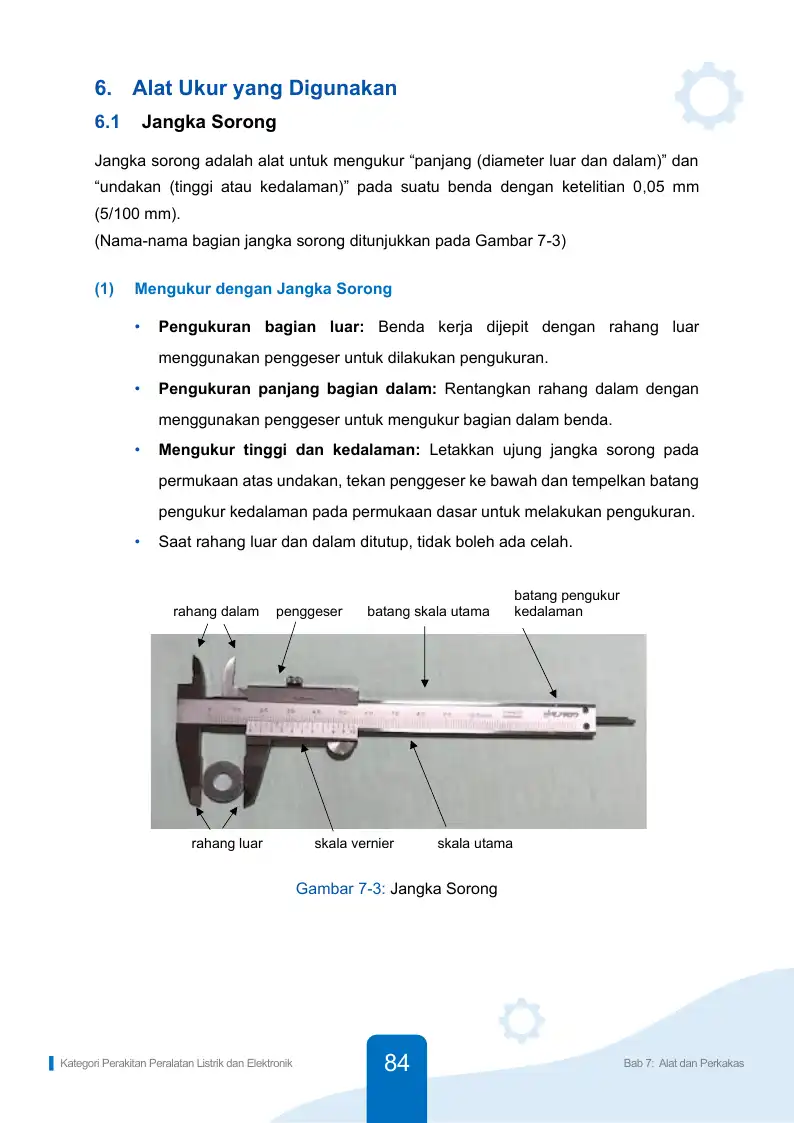 6. Alat Ukur yang Digunakan
6.1 Jangka Sorong
Jangka sorong adalah alat untuk mengukur “panjang (diameter luar dan dalam)” dan
“undakan (tinggi atau kedalaman)” pada suatu benda dengan ketelitian 0,05 mm
(5/100 mm).
(Nama-nama bagian jangka sorong ditunjukkan pada Gambar 7-3)
(1) Mengukur dengan Jangka Sorong
• Pengukuran bagian luar: Benda kerja dijepit dengan rahang luar
menggunakan penggeser untuk dilakukan pengukuran.
• Pengukuran panjang bagian dalam: Rentangkan rahang dalam dengan
menggunakan penggeser untuk mengukur bagian dalam benda.
• Mengukur tinggi dan kedalaman: Letakkan ujung jangka sorong pada
permukaan atas undakan, tekan penggeser ke bawah dan tempelkan batang
pengukur kedalaman pada permukaan dasar untuk melakukan pengukuran.
• Saat rahang luar dan dalam ditutup, tidak boleh ada celah.
batang pengukur
rahang dalam penggeser batang skala utama kedalaman
rahang luar skala vernier skala utama
Gambar 7-3: Jangka Sorong
Kategori Perakitan Peralatan Listrik dan Elektronik 84 Bab 7: Alat dan Perkakas